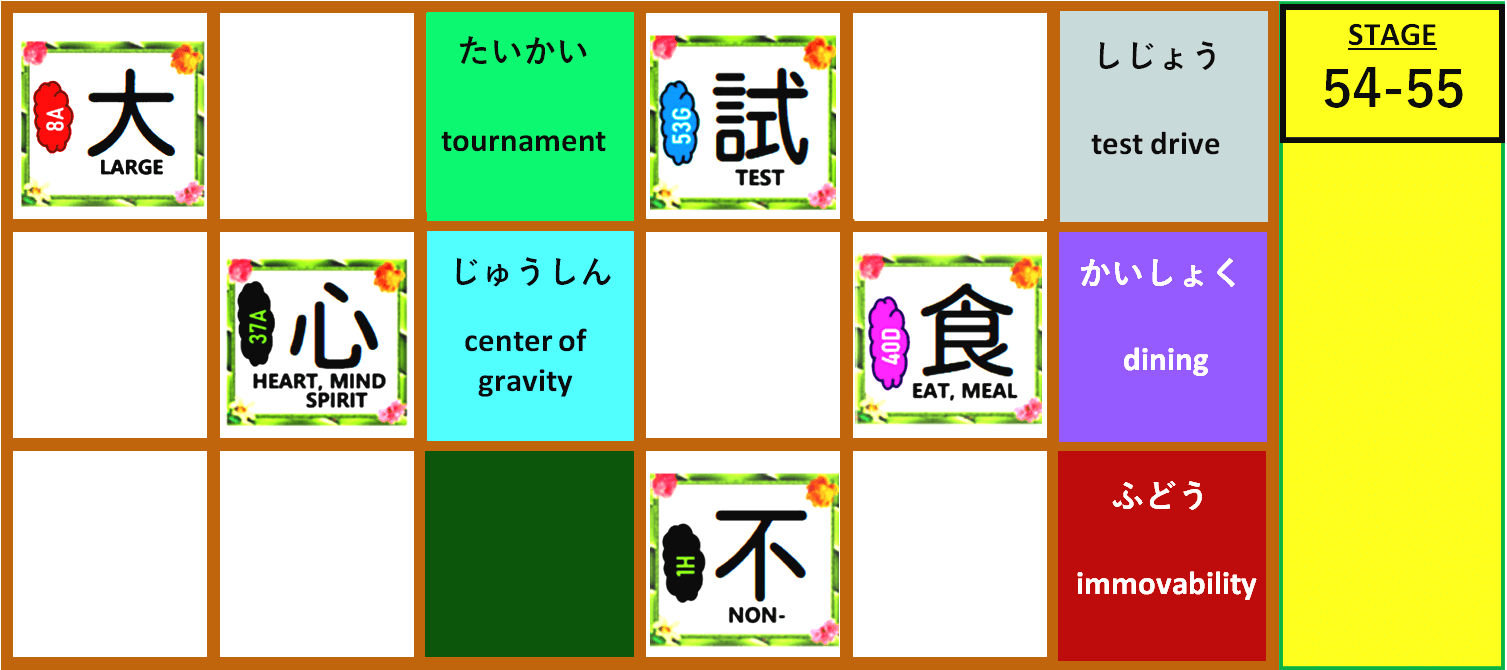 8A
大
LARGE
たいかい
tournament
53G
試
TEST
しじょう
test drive
STAGE
54-55
37A
心
HEART, MIND
SPIRIT
じゅうしん
center of
gravity
40D
食
EAT, MEAL
かいしょく
dining
1H
不
NON-
ふどう
immovability